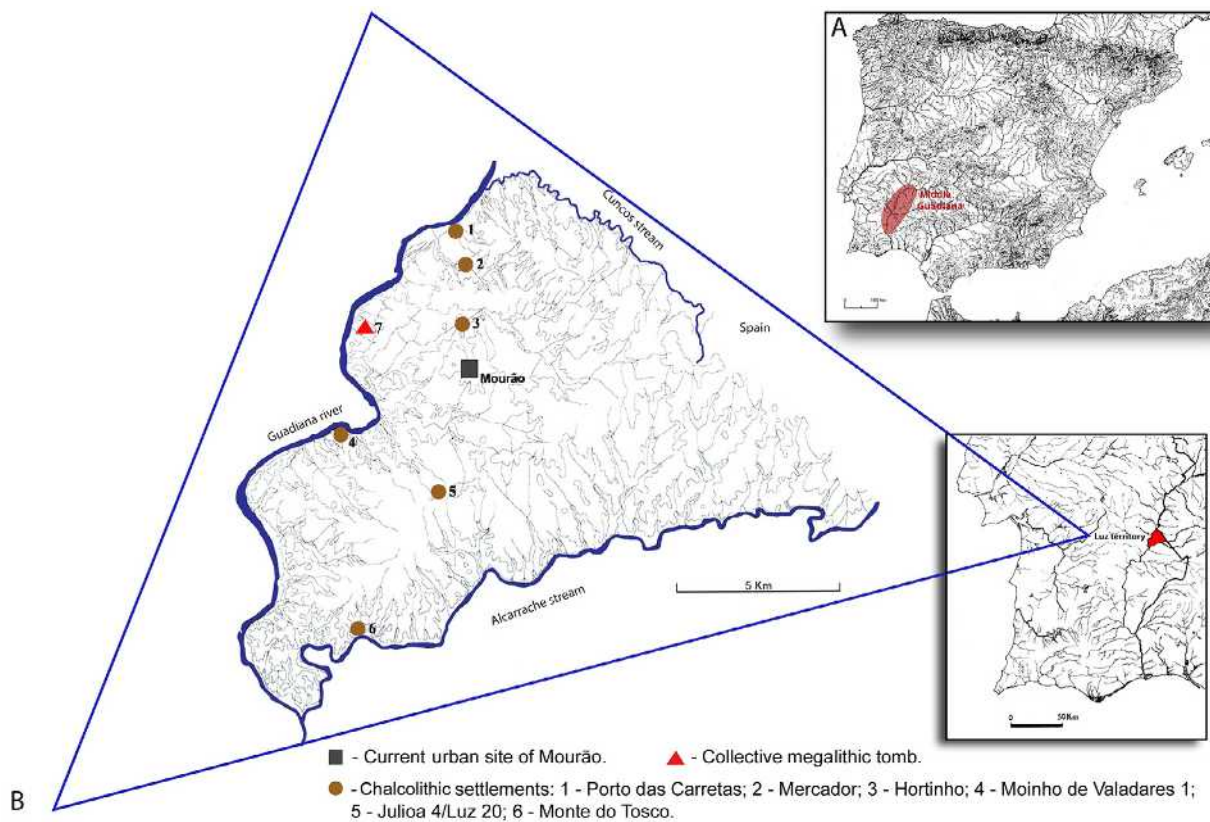 A
Middle
Guadiana
100 km
Cuncos stream
1
2
3
7
Spain
Mourão
Guadiana river
4
5
Luz territory
5 Km
Alcarrache stream
6
0 50Km
■ - Current urban site of Mourão. ▲ - Collective megalithic tomb.
● - Chalcolithic settlements: 1 - Porto das Carretas; 2 - Mercador; 3 - Hortinho; 4 - Moinho de Valadares 1;
5 - Julioa 4/Luz 20; 6 - Monte do Tosco.
B